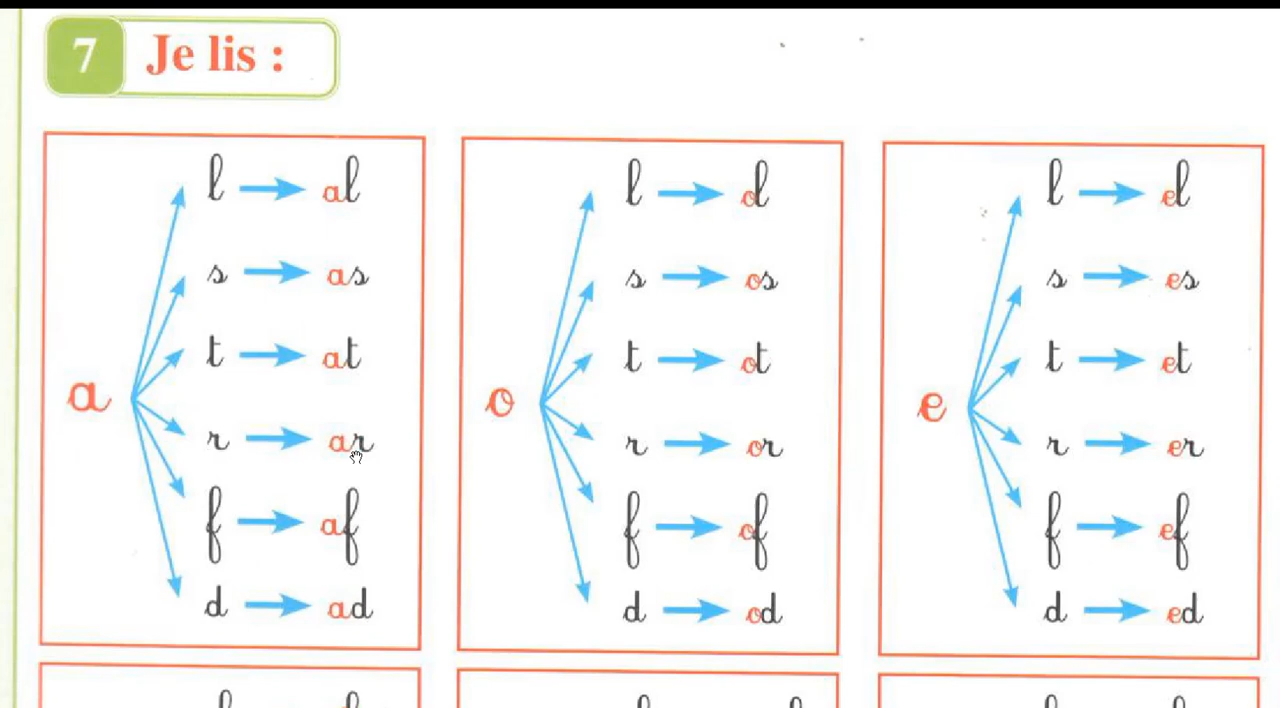 7 Je lis :
l al
s as
t at
a
r ar
f af
d ad
l ol
s os
t ot
o
r or
f of
d od
l el
s es
t et
e
r er
f ef
d ed